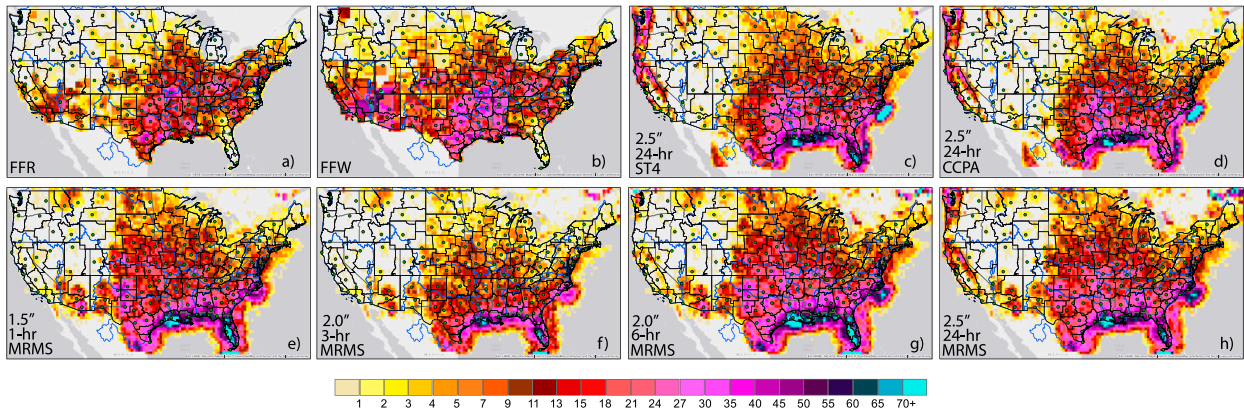 FFR
a)
FFW
b)
2.5"
24-hr
ST4
c)
2.5"
24-hr
CCPA
d)
1.5"
1-hr
MRMS
e)
2.0"
3-hr
MRMS
f)
2.0"
6-hr
MRMS
g)
2.5"
24-hr
MRMS
h)
1 2 3 4 5 7 9 11 13 15 18 21 24 27 30 35 40 45 50 55 60 65 70+